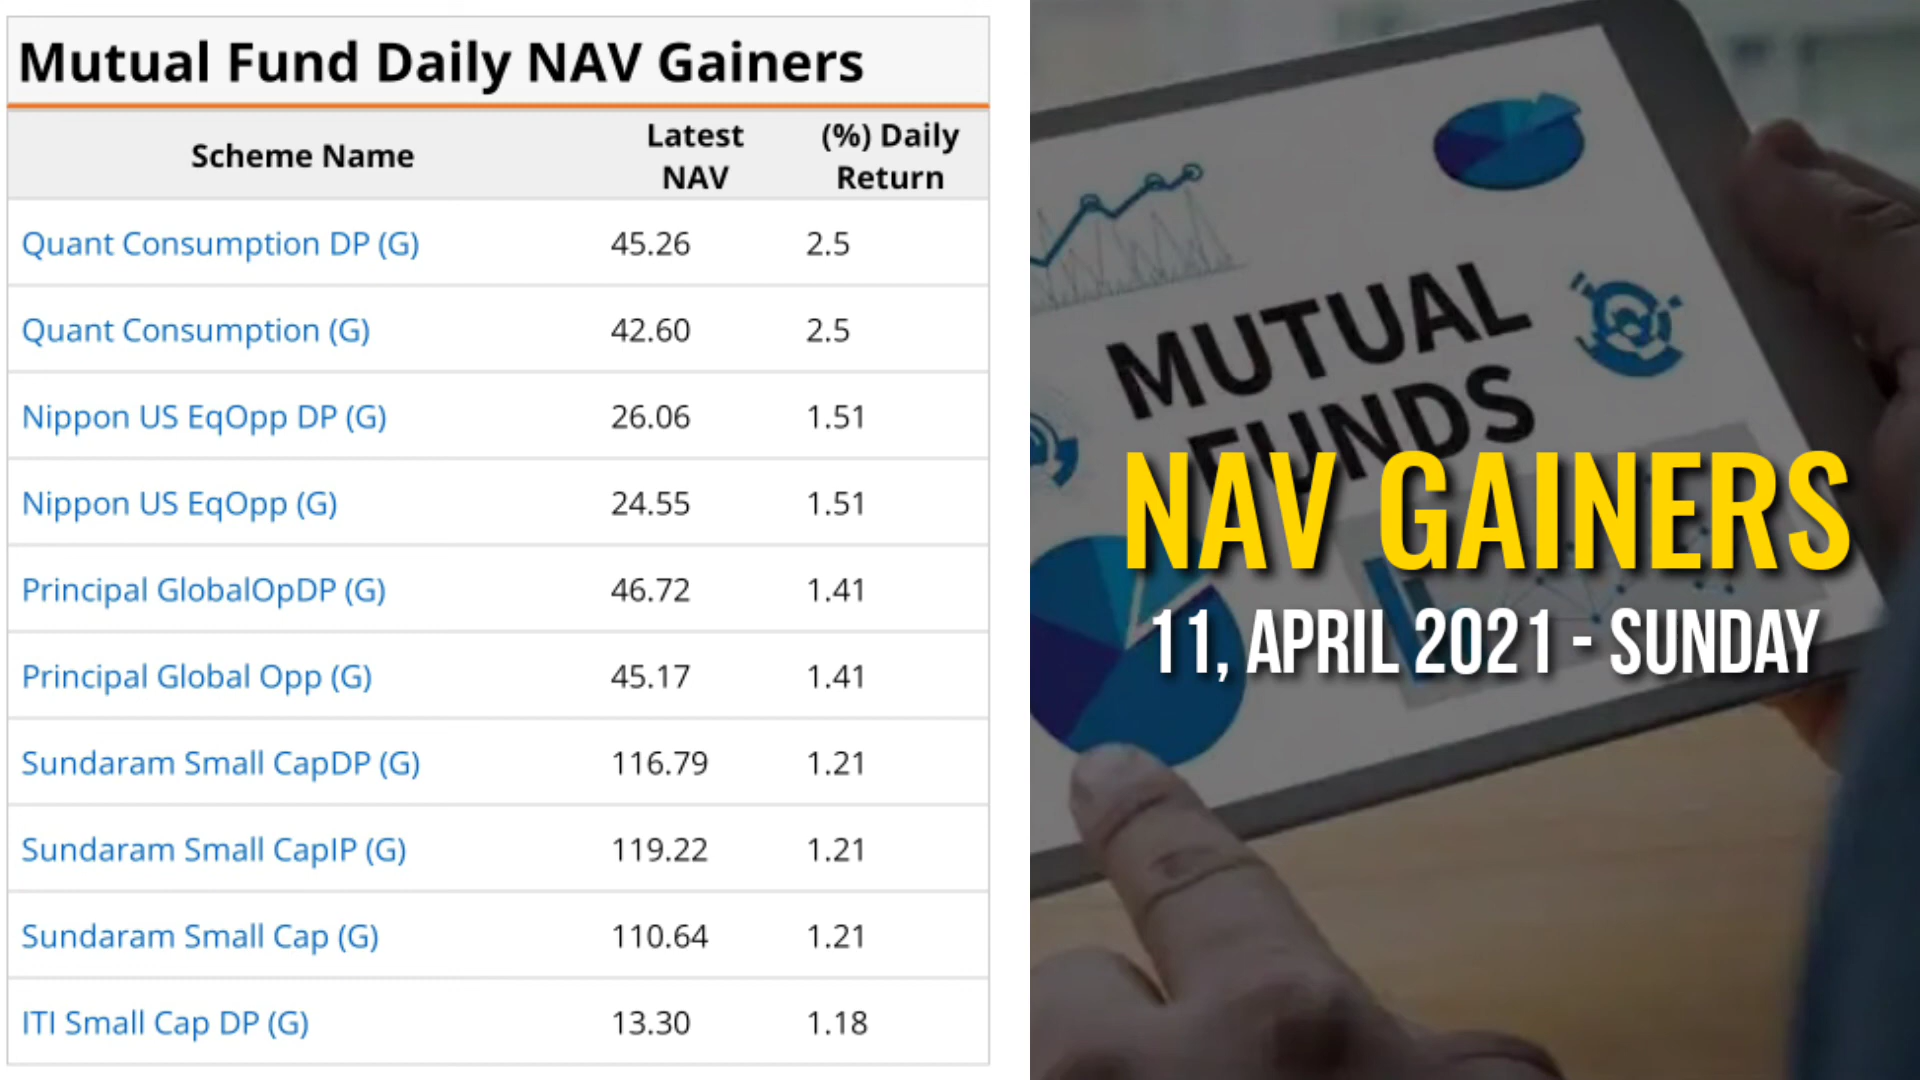 Mutual Fund Daily NAV Gainers
Scheme Name Latest NAV (%) Daily Return
Quant Consumption DP (G) 45.26 2.5
Quant Consumption (G) 42.60 2.5
Nippon US EqOpp DP (G) 26.06 1.51
Nippon US EqOpp (G) 24.55 1.51
Principal GlobalOpDP (G) 46.72 1.41
Principal Global Opp (G) 45.17 1.41
Sundaram Small CapDP (G) 116.79 1.21
Sundaram Small CapIP (G) 119.22 1.21
Sundaram Small Cap (G) 110.64 1.21
ITI Small Cap DP (G) 13.30 1.18
MUTUAL
FUNDS
NAV GAINERS
11, APRIL 2021 - SUNDAY